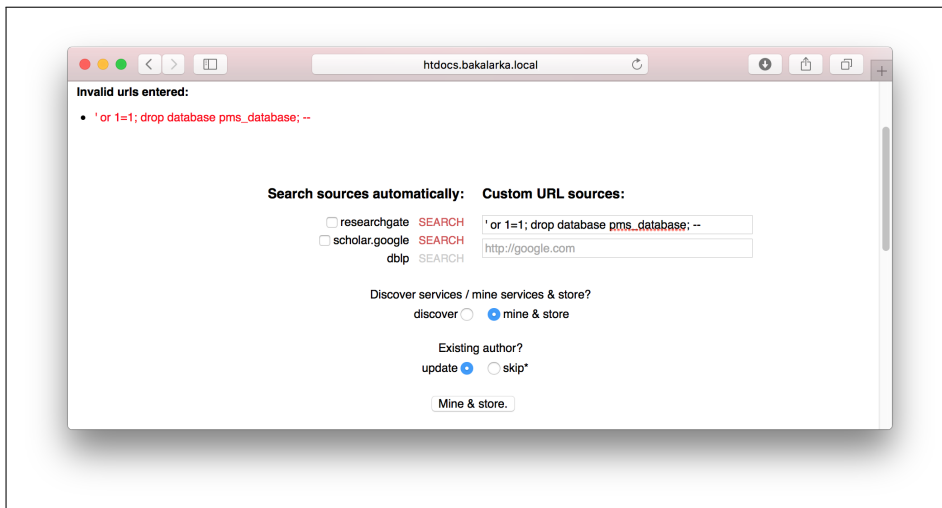 htdocs.bakalarka.local
Invalid urls entered:
' or 1=1; drop database pms_database; --
Search sources automatically: Custom URL sources:
researchgate SEARCH ' or 1=1; drop database pms_database; --
scholar.google SEARCH
http://google.com
dblp SEARCH
Discover services / mine services & store?
discover mine & store
Existing author?
update skip*
Mine & store.